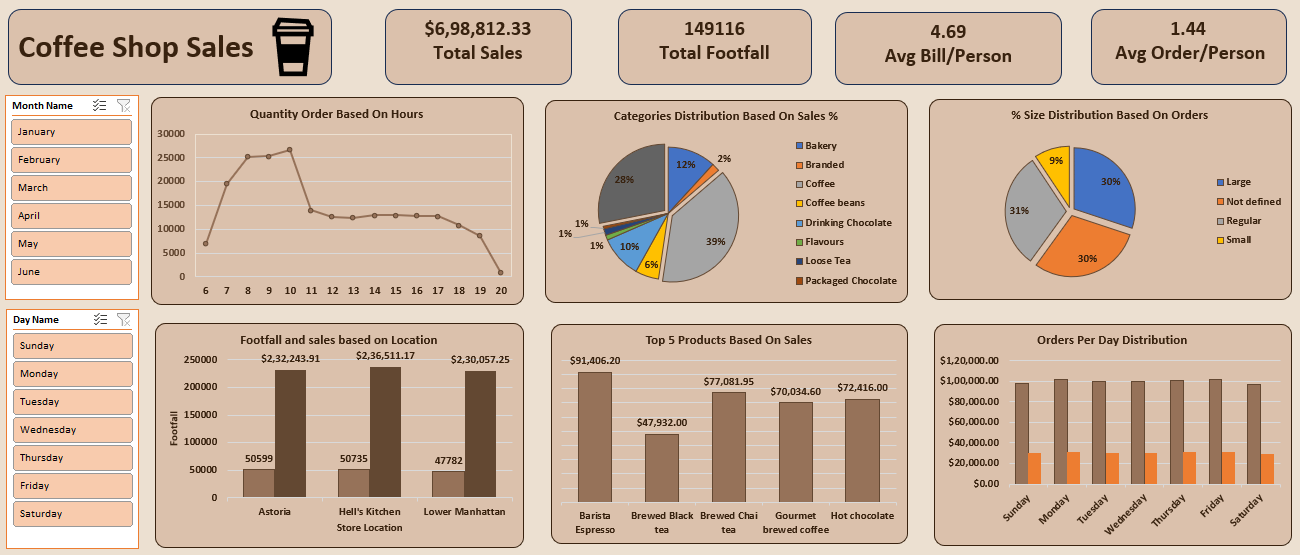 Coffee Shop Sales
$6,98,812.33
Total Sales
149116
Total Footfall
4.69
Avg Bill/Person
1.44
Avg Order/Person
Month Name
January
February
March
April
May
June
Day Name
Sunday
Monday
Tuesday
Wednesday
Thursday
Friday
Saturday
Quantity Order Based On Hours
30000
25000
20000
15000
10000
5000
0
6 7 8 9 10 11 12 13 14 15 16 17 18 19 20
Categories Distribution Based On Sales %
12%
2%
39%
6%
10%
1%
1%
1%
28%
Bakery
Branded
Coffee
Coffee beans
Drinking Chocolate
Flavours
Loose Tea
Packaged Chocolate
% Size Distribution Based On Orders
9%
30%
31%
30%
Large
Not defined
Regular
Small
Footfall and sales based on Location
250000
200000
150000
100000
50000
0
Footfall
$2,32,243.91
$2,36,511.17
$2,30,057.25
50599
50735
47782
Astoria
Hell's Kitchen
Lower Manhattan
Store Location
Top 5 Products Based On Sales
$91,406.20
$47,932.00
$77,081.95
$70,034.60
$72,416.00
Barista
Espresso
Brewed Black
tea
Brewed Chai
tea
Gourmet
brewed coffee
Hot chocolate
Orders Per Day Distribution
$1,20,000.00
$1,00,000.00
$80,000.00
$60,000.00
$40,000.00
$20,000.00
$0.00
Sunday
Monday
Tuesday
Wednesday
Thursday
Friday
Saturday